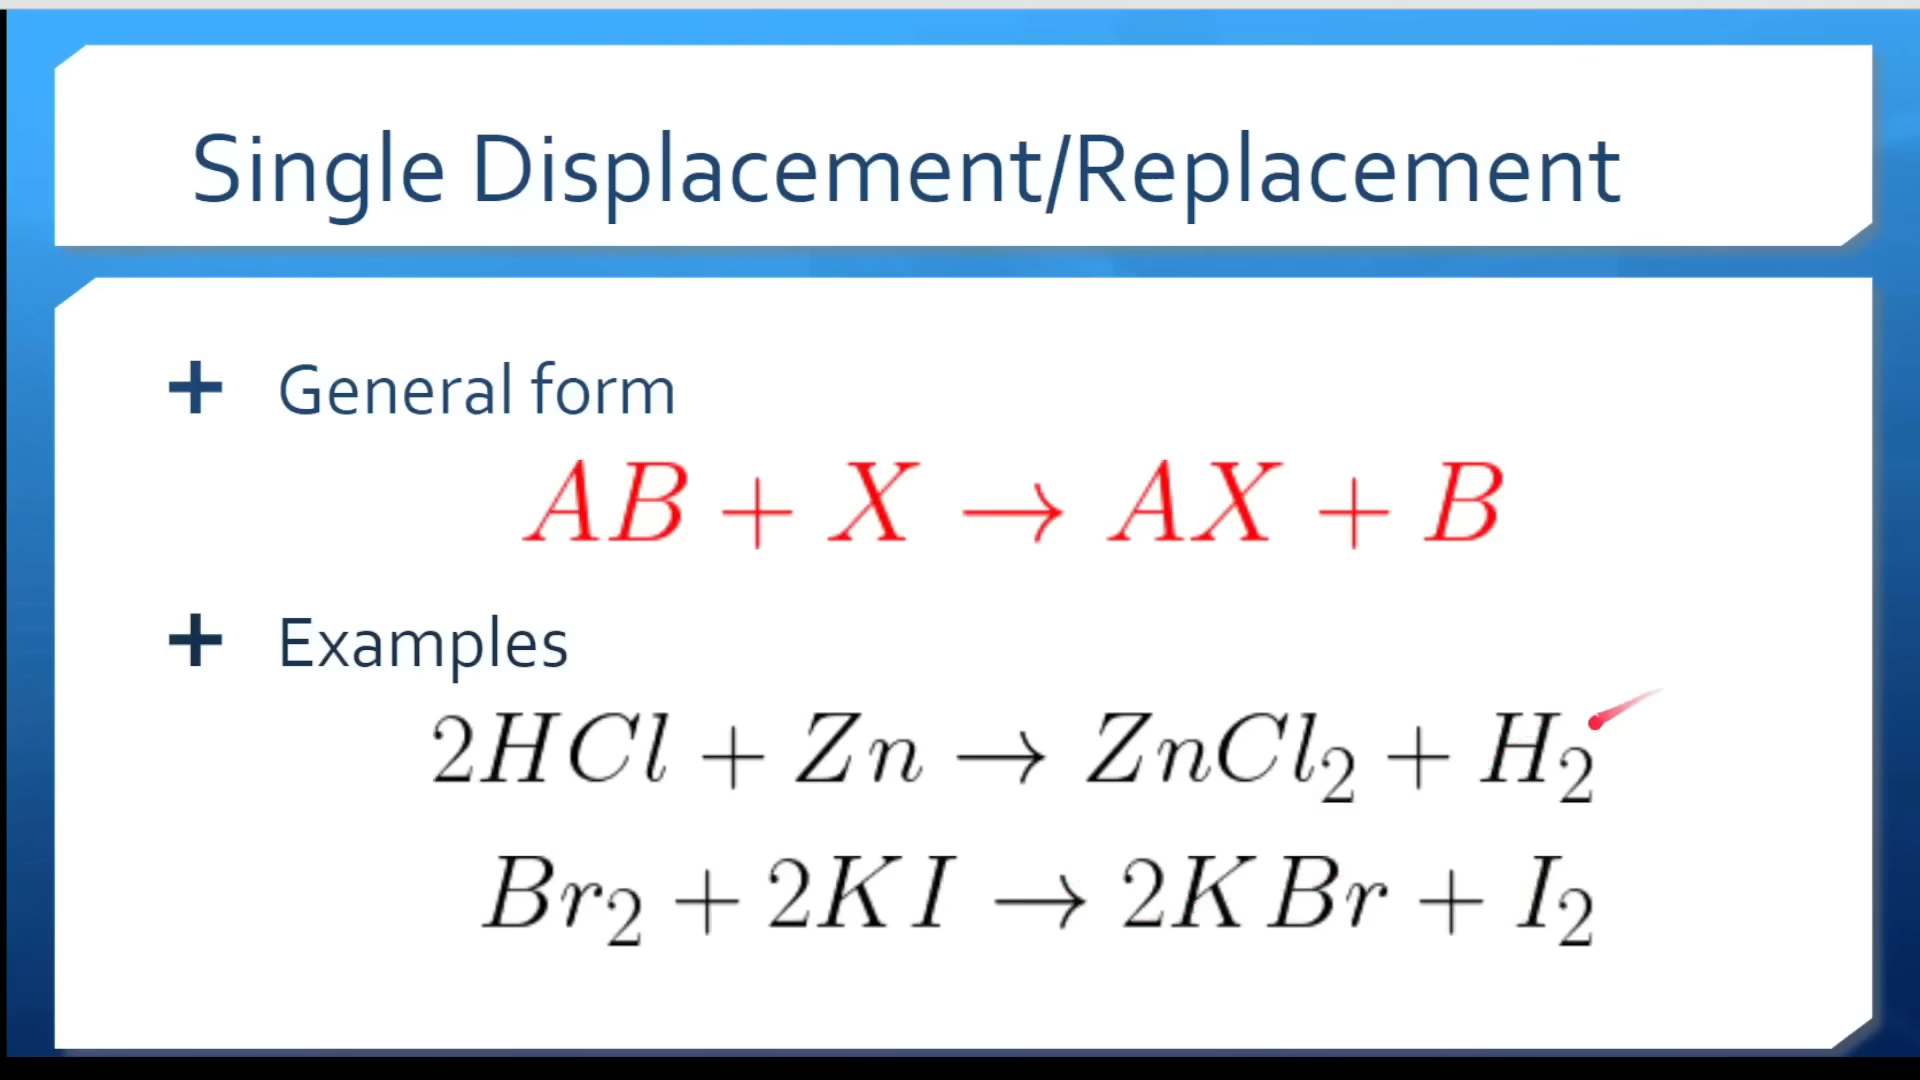 Single Displacement/Replacement
+ General form
AB + X → AX + B
+ Examples
2HCl + Zn → ZnCl₂ + H₂
Br₂ + 2KI → 2KBr + I₂